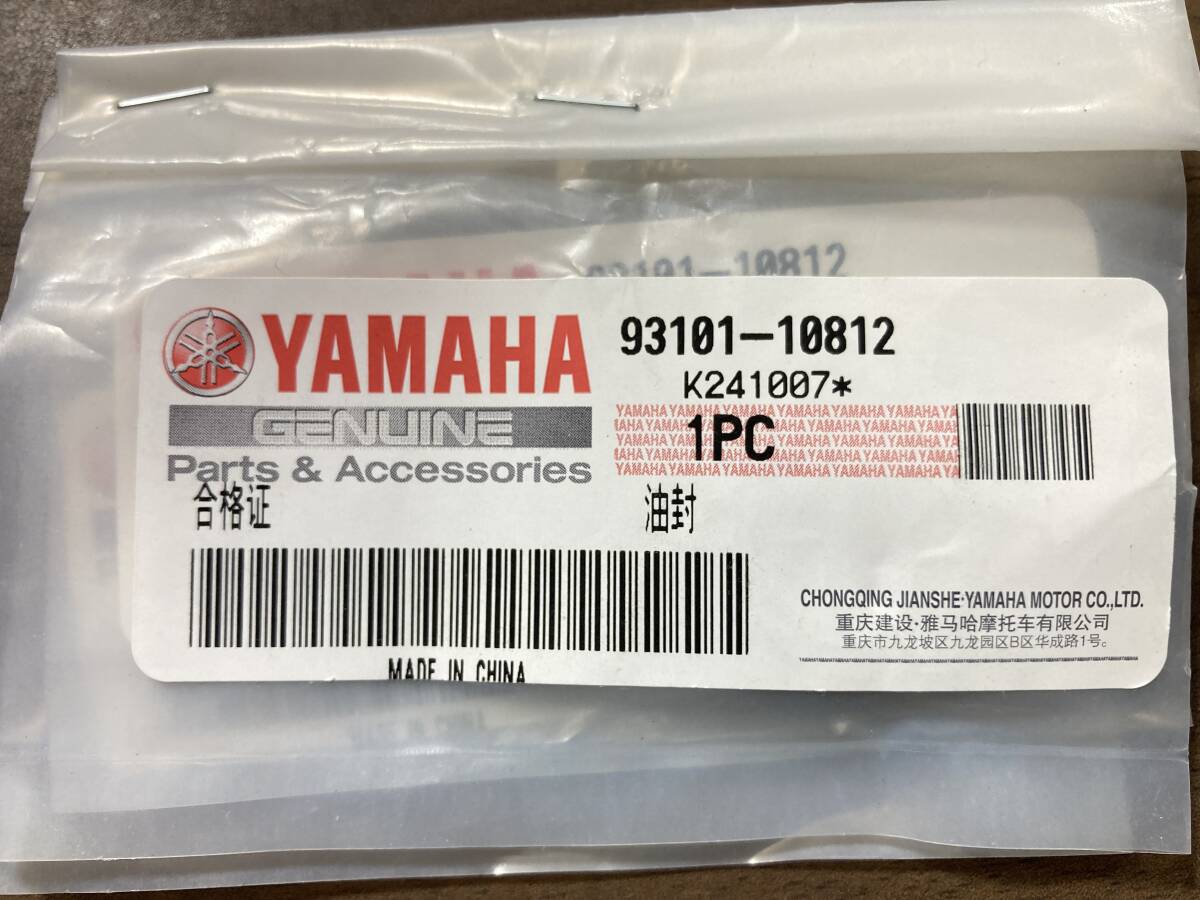 93101-10812
YAMAHA
93101-10812
K241007*
GENUINE
Parts & Accessories
YAMAHA YAMAHA YAMAHA YAMAHA YAMAHA YAMAHA YA
1PC
合格证
油封
CHONGQING JIANSHE·YAMAHA MOTOR CO.,LTD.
重庆建设·雅马哈摩托车有限公司
重庆市九龙坡区九龙园区B区华成路1号。
MADE IN CHINA